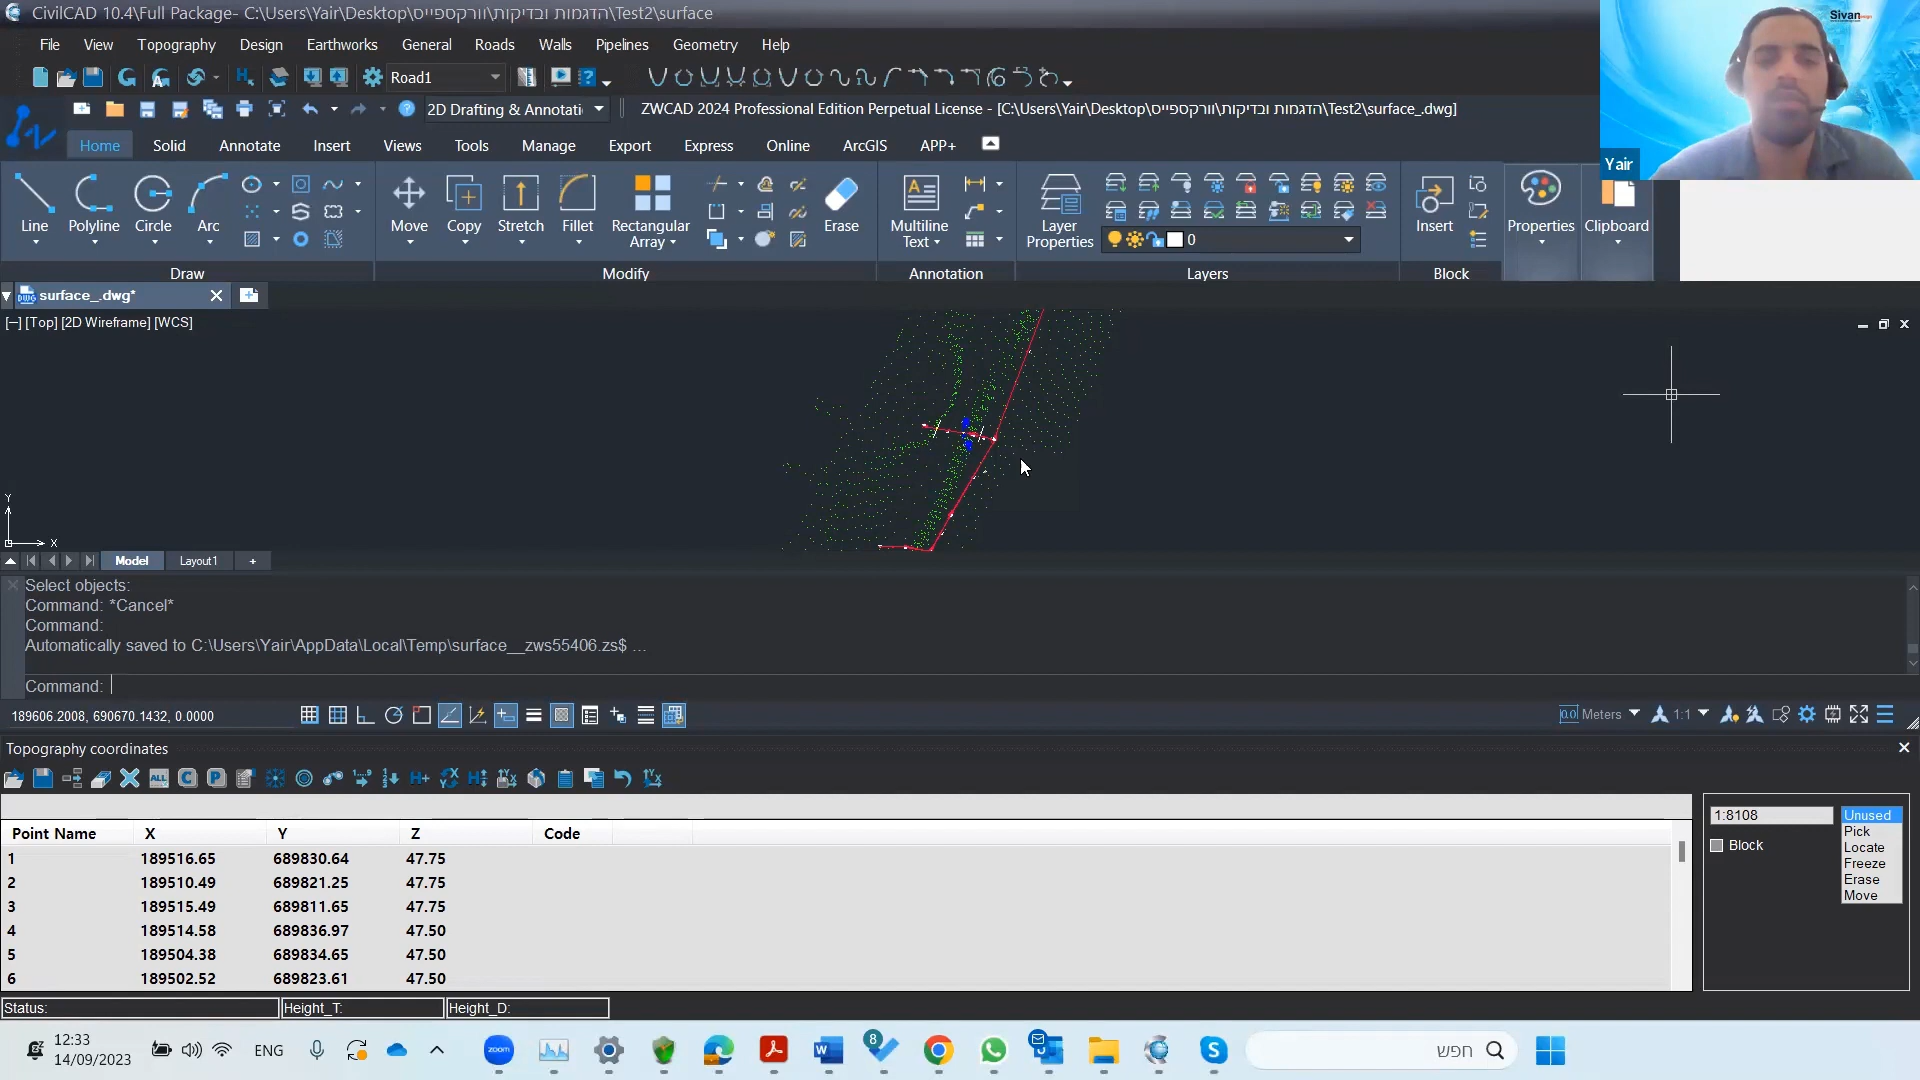 CivilCAD 10.4\Full Package- C:\Users\Yair\Desktop\הדגמות ובדיקות\וורקספייס\Test2\surface
Sivan
File View Topography Design Earthworks General Roads Walls Pipelines Geometry Help
Road1
2D Drafting & Annotati
ZWCAD 2024 Professional Edition Perpetual License - [C:\Users\Yair\Desktop\הדגמות ובדיקות\וורקספייס\Test2\surface_.dwg]
Home Solid Annotate Insert Views Tools Manage Export Express Online ArcGIS APP+
Yair
Line Polyline Circle Arc
Move Copy Stretch Fillet Rectangular Array Erase
Multiline Text
Layer Properties
0
Insert
Properties
Clipboard
Draw Modify Annotation Layers Block
surface_.dwg*
[-] [Top] [2D Wireframe] [WCS]
Y
X
Model Layout1 +
Select objects:
Command: *Cancel*
Command:
Automatically saved to C:\Users\Yair\AppData\Local\Temp\surface__zws55406.zs$ ...
Command:
189606.2008, 690670.1432, 0.0000
Meters 1:1
Topography coordinates
Point Name X Y Z Code
1 189516.65 689830.64 47.75
2 189510.49 689821.25 47.75
3 189515.49 689811.65 47.75
4 189514.58 689836.97 47.50
5 189504.38 689834.65 47.50
6 189502.52 689823.61 47.50
1:8108
Block
Unused
Pick
Locate
Freeze
Erase
Move
Status: Height_T: Height_D:
12:33
14/09/2023
ENG
zoom
8
חפש